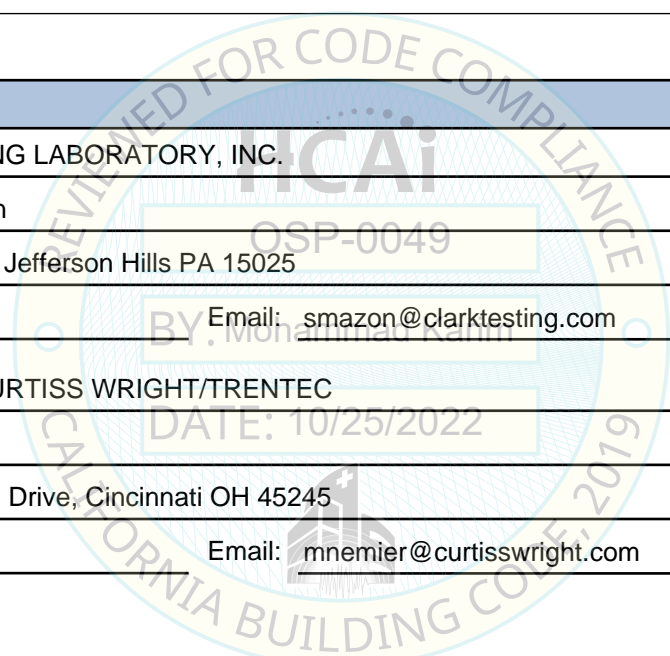 REVIEWED FOR CODE COMPLIANCE
HCAi
NG LABORATORY, INC.
n
OSP-0049
Jefferson Hills PA 15025
Email: smazon@clarktesting.com
BY: Mohammad Karim
URTISS WRIGHT/TRENTEC
DATE: 10/25/2022
Drive, Cincinnati OH 45245
Email: mnemier@curtisswright.com
CALIFORNIA BUILDING CODE, 2019